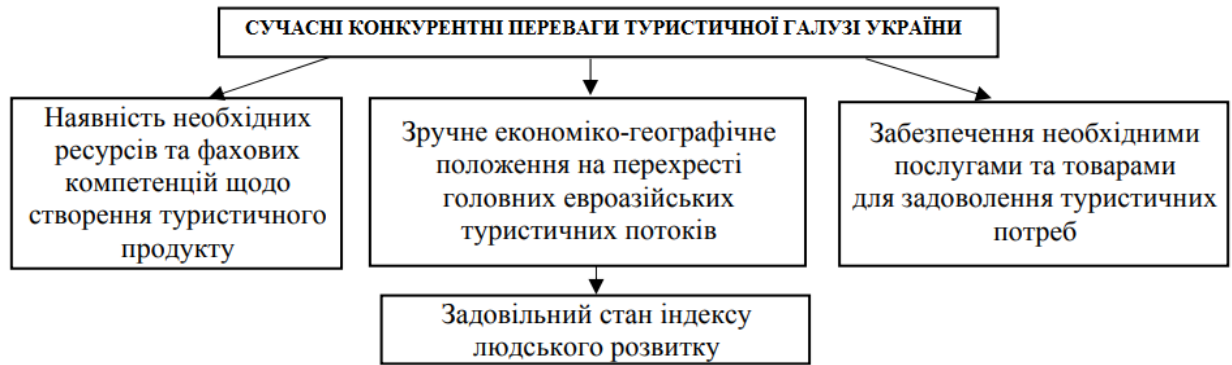 СУЧАСНІ КОНКУРЕНТНІ ПЕРЕВАГИ ТУРИСТИЧНОЇ ГАЛУЗІ УКРАЇНИ
Наявність необхідних
ресурсів та фахових
компетенцій щодо
створення туристичного
продукту
Зручне економіко-географічне
положення на перехресті
головних евроазійських
туристичних потоків
Забезпечення необхідними
послугами та товарами
для задоволення туристичних
потреб
Задовільний стан індексу
людського розвитку